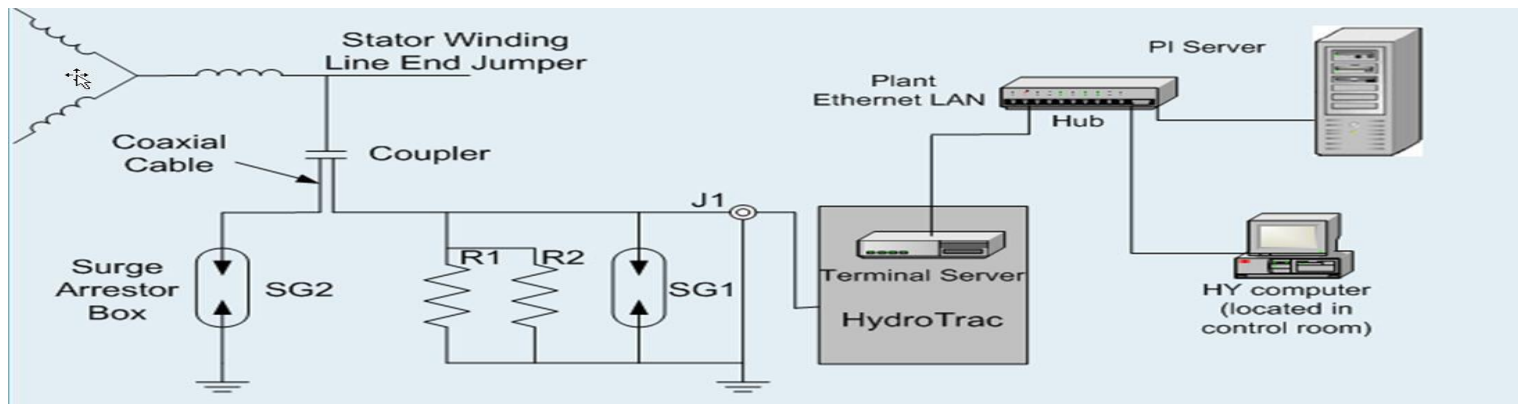 Stator Winding
Line End Jumper
Coaxial
Cable
Coupler
Surge
Arrestor
Box
SG2
R1
R2
SG1
J1
Plant
Ethernet LAN
Hub
PI Server
Terminal Server
HydroTrac
HY computer
(located in
control room)